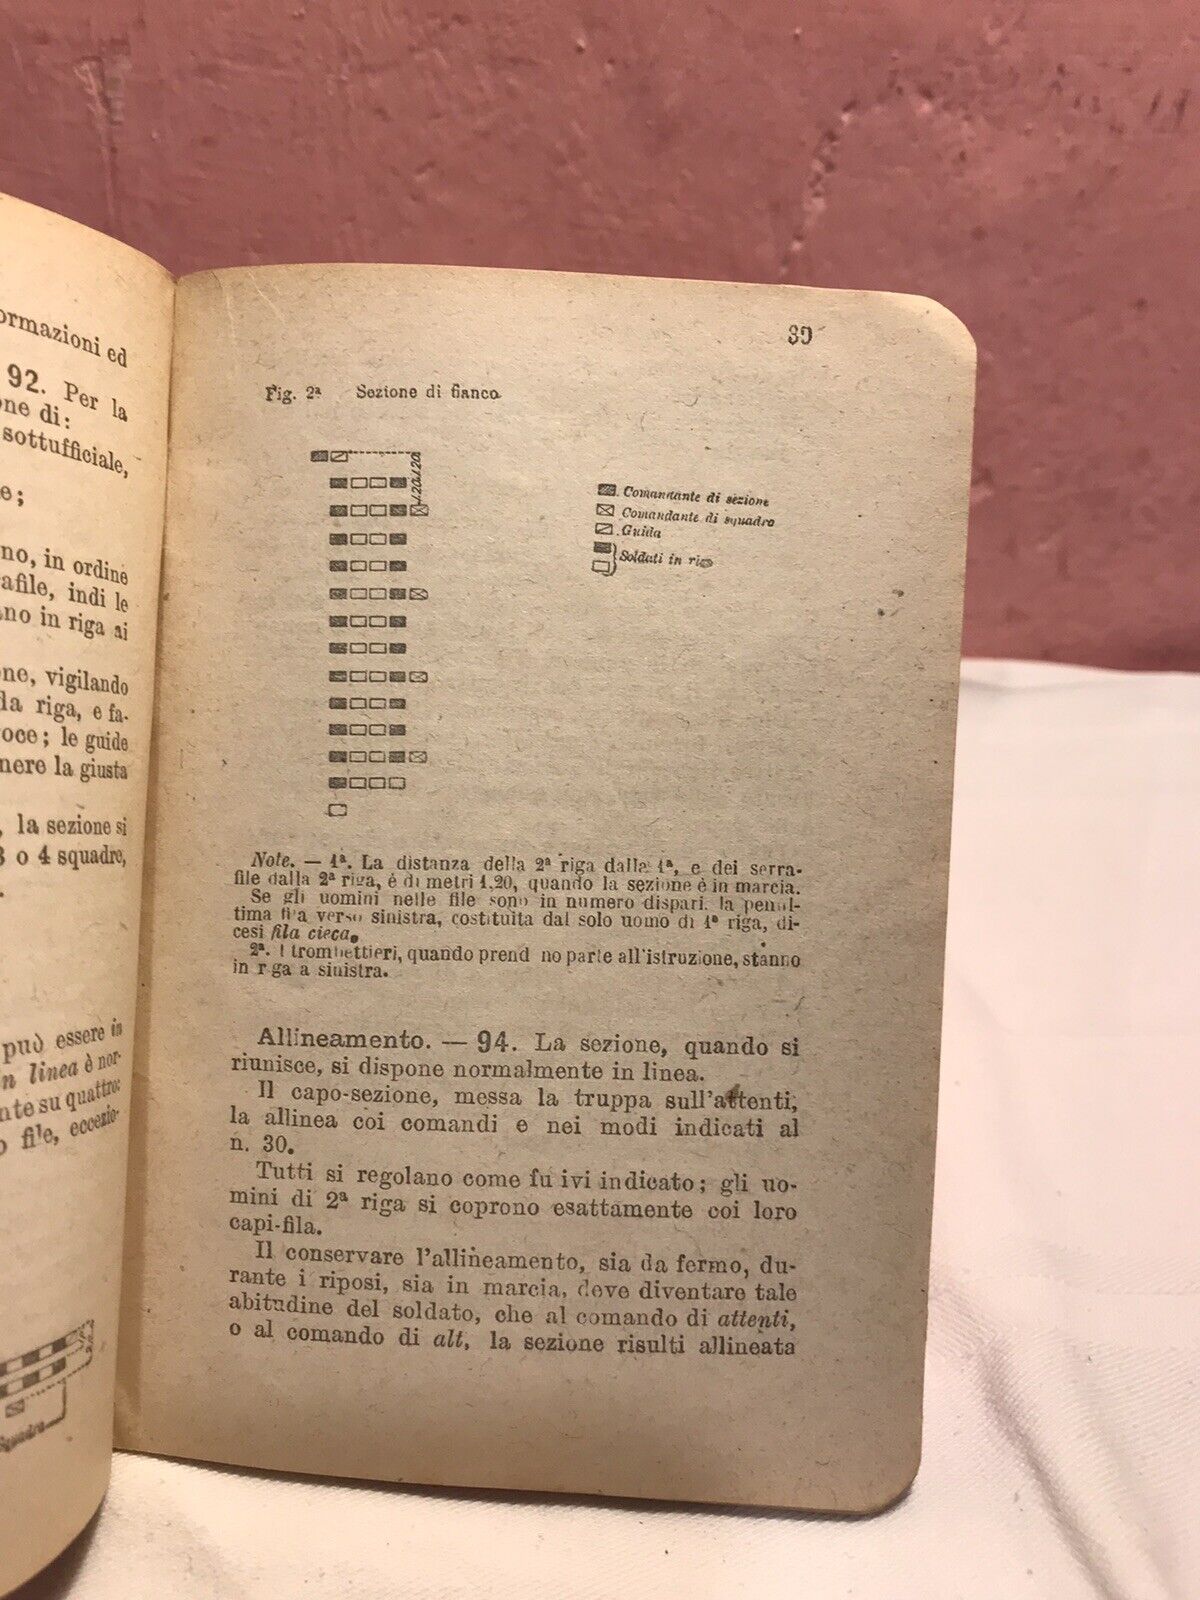 ormazioni ed
92. Per la
one di:
sottufficiale,
e;
no, in ordine
afile, indi le
no in riga ai
one, vigilando
la riga, e fa-
oce; le guide
nere la giusta
, la sezione si
3 o 4 squadre,
può essere in
n linea è nor-
nte su quattro:
o file, eccezio-
Squadra
39
Fig. 2ª Sezione di fianco
1,20 1,20
Comandante di sezione
Comandante di squadra
Guida
Soldati in riga
Note. — 1ª. La distanza della 2ª riga dalla 1ª, e dei serra-
file dalla 2ª riga, è di metri 1,20, quando la sezione è in marcia.
Se gli uomini nelle file sono in numero dispari, la penul-
tima fila verso sinistra, costituita dal solo uomo di 1ª riga, di-
cesi fila cieca.
2ª. I trombettieri, quando prend no parte all'istruzione, stanno
in r ga a sinistra.
Allineamento. — 94. La sezione, quando si
riunisce, si dispone normalmente in linea.
Il capo-sezione, messa la truppa sull'attenti,
la allinea coi comandi e nei modi indicati al
n. 30.
Tutti si regolano come fu ivi indicato; gli uo-
mini di 2ª riga si coprono esattamente coi loro
capi-fila.
Il conservare l'allineamento, sia da fermo, du-
rante i riposi, sia in marcia, deve diventare tale
abitudine del soldato, che al comando di attenti,
o al comando di alt, la sezione risulti allineata